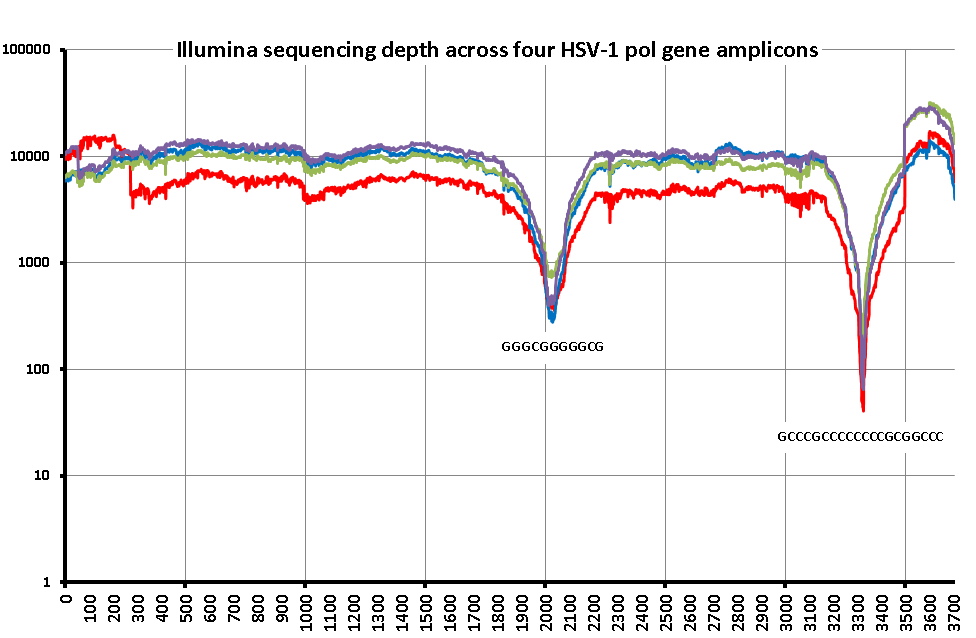 Illumina sequencing depth across four HSV-1 pol gene amplicons
100000
10000
1000
100
10
1
GGGCGGGGGCG
GCCCGCCCCCCCCGCGGCCC
0 100 200 300 400 500 600 700 800 900 1000 1100 1200 1300 1400 1500 1600 1700 1800 1900 2000 2100 2200 2300 2400 2500 2600 2700 2800 2900 3000 3100 3200 3300 3400 3500 3600 3700